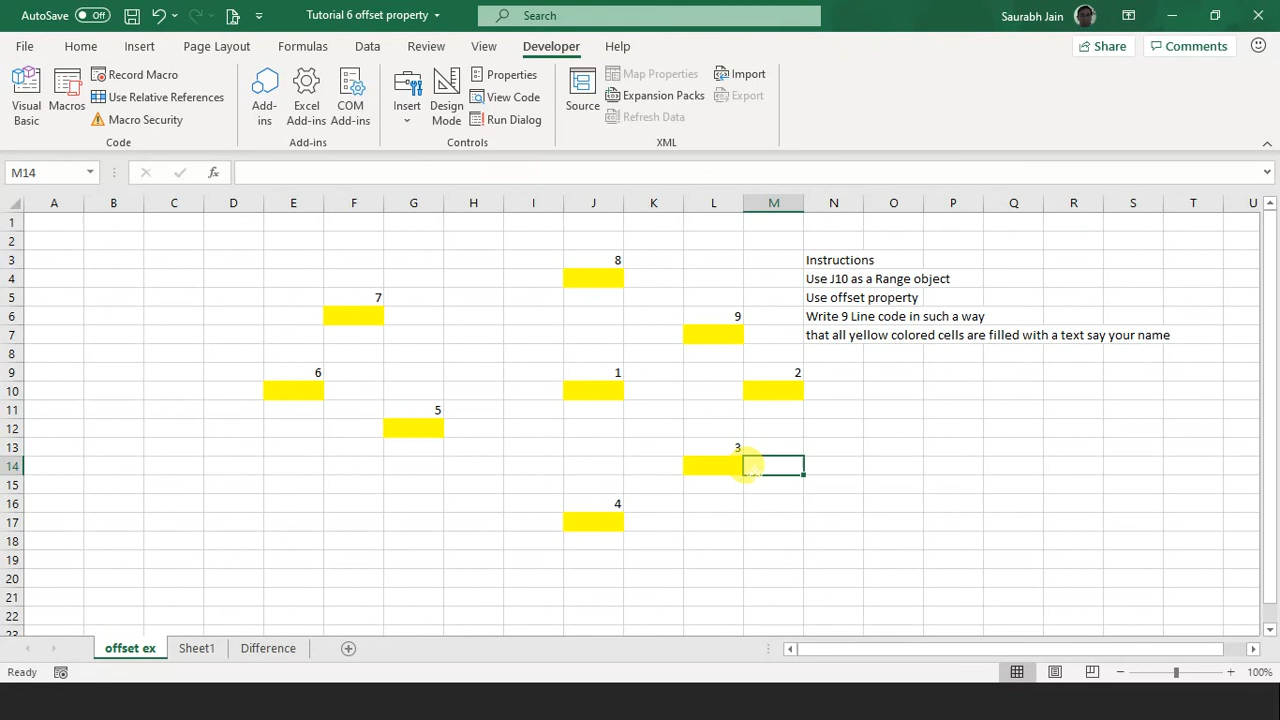 AutoSave Off Tutorial 6 offset property Search Saurabh Jain
File Home Insert Page Layout Formulas Data Review View Developer Help Share Comments
Visual Basic
Macros
Record Macro
Use Relative References
Macro Security
Code
Add-ins
Excel Add-ins
COM Add-ins
Add-ins
Insert
Design Mode
Properties
View Code
Run Dialog
Controls
Source
Map Properties
Expansion Packs
Refresh Data
Import
Export
XML
M14 fx
A B C D E F G H I J K L M N O P Q R S T U
1
2
3 8 Instructions
4 Use J10 as a Range object
5 7 Use offset property
6 9 Write 9 Line code in such a way
7 that all yellow colored cells are filled with a text say your name
8
9 6 1 2
10
11 5
12
13 3
14
15
16 4
17
18
19
20
21
22
23
offset ex Sheet1 Difference
Ready 100%